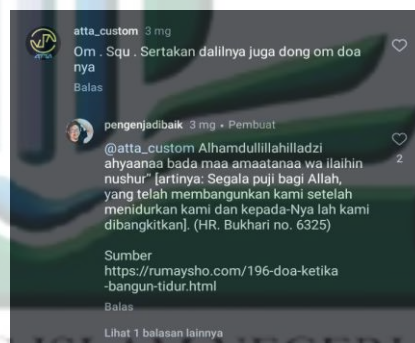 atta_custom 3 mg
Om . Squ . Sertakan dalilnya juga dong om doa
nya
Balas
pengenjadibaik 3 mg • Pembuat
@atta_custom Alhamdullillahilladzi
ahyaanaa bada maa amaatanaa wa ilaihin
nushur" [artinya: Segala puji bagi Allah,
yang telah membangunkan kami setelah
menidurkan kami dan kepada-Nya lah kami
dibangkitkan]. (HR. Bukhari no. 6325)
2
Sumber
https://rumaysho.com/196-doa-ketika
-bangun-tidur.html
Balas
Lihat 1 balasan lainnya